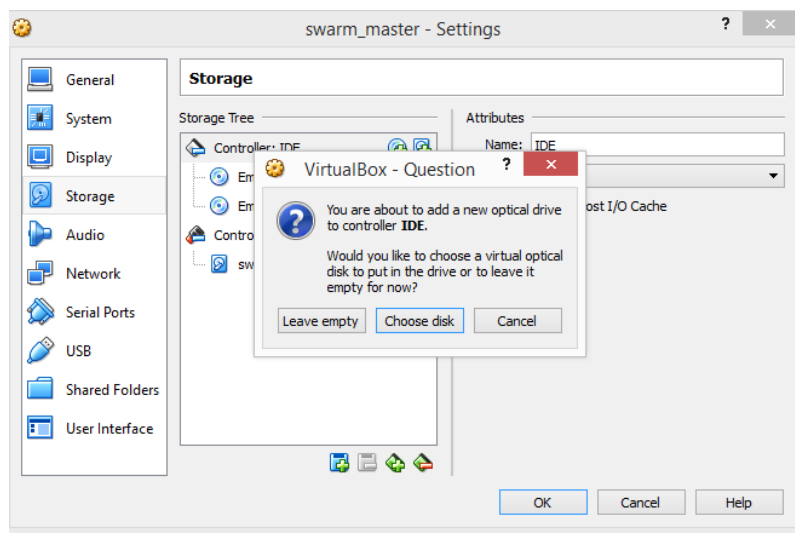 swarm_master - Settings
?
×
General
System
Display
Storage
Audio
Network
Serial Ports
USB
Shared Folders
User Interface
Storage
Storage Tree
Controller: IDE
Em
Em
Contro
sw
Attributes
Name: IDE
ost I/O Cache
VirtualBox - Question
?
×
You are about to add a new optical drive
to controller IDE.
Would you like to choose a virtual optical
disk to put in the drive or to leave it
empty for now?
Leave empty
Choose disk
Cancel
OK
Cancel
Help